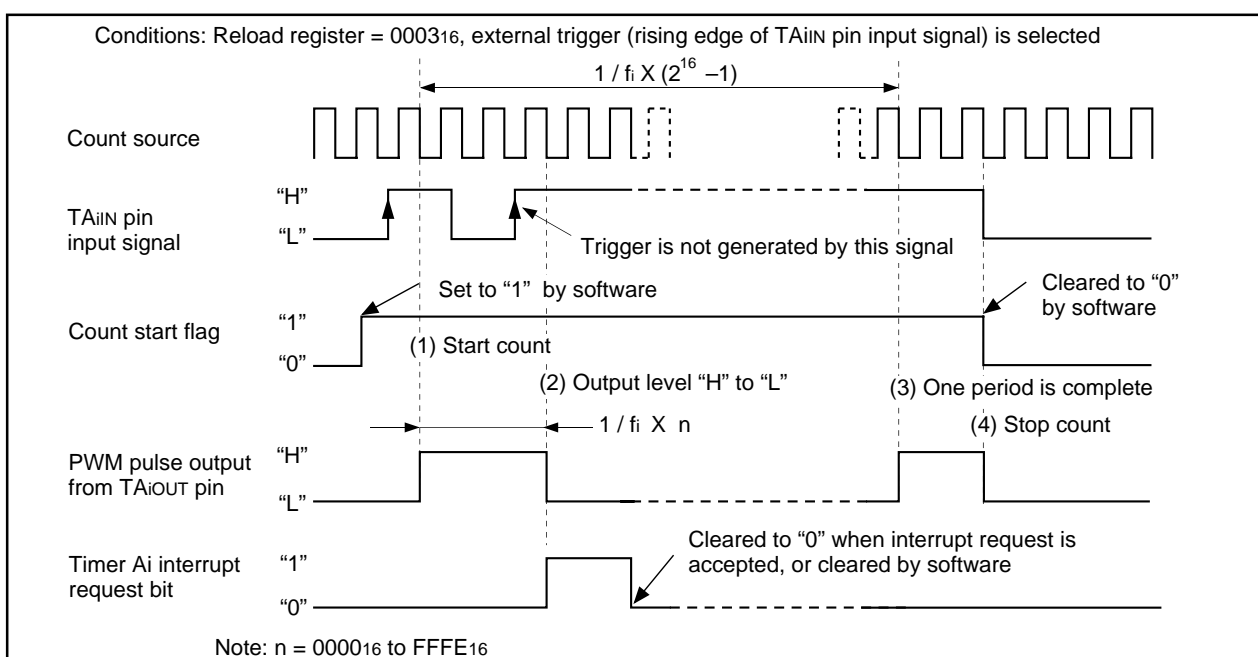 Conditions: Reload register = 000316, external trigger (rising edge of TAiIN pin input signal) is selected
1 / fi X (2^16 –1)
Count source
TAiIN pin
input signal
“H”
“L”
Trigger is not generated by this signal
Count start flag
“1”
“0”
Set to “1” by software
Cleared to “0”
by software
(1) Start count
(2) Output level “H” to “L”
(3) One period is complete
(4) Stop count
1 / fi X n
PWM pulse output
from TAiOUT pin
“H”
“L”
Timer Ai interrupt
request bit
“1”
“0”
Cleared to “0” when interrupt request is
accepted, or cleared by software
Note: n = 000016 to FFFE16